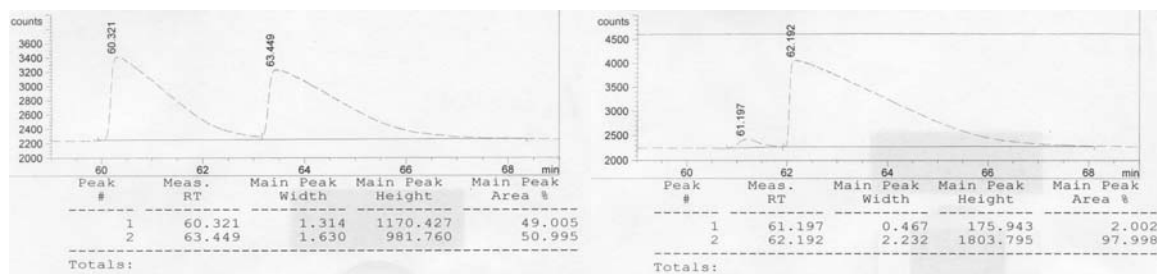 counts
60.321
63.449
3600
3400
3200
3000
2800
2600
2400
2200
2000
60 62 64 66 68 min
Peak Meas. Main Peak Main Peak Main Peak
# RT Width Height Area %
1 60.321 1.314 1170.427 49.005
2 63.449 1.630 981.760 50.995
Totals:
counts
61.197
62.192
4500
4000
3500
3000
2500
2000
60 62 64 66 68 min
Peak Meas. Main Peak Main Peak Main Peak
# RT Width Height Area %
1 61.197 0.467 175.943 2.002
2 62.192 2.232 1803.795 97.998
Totals: